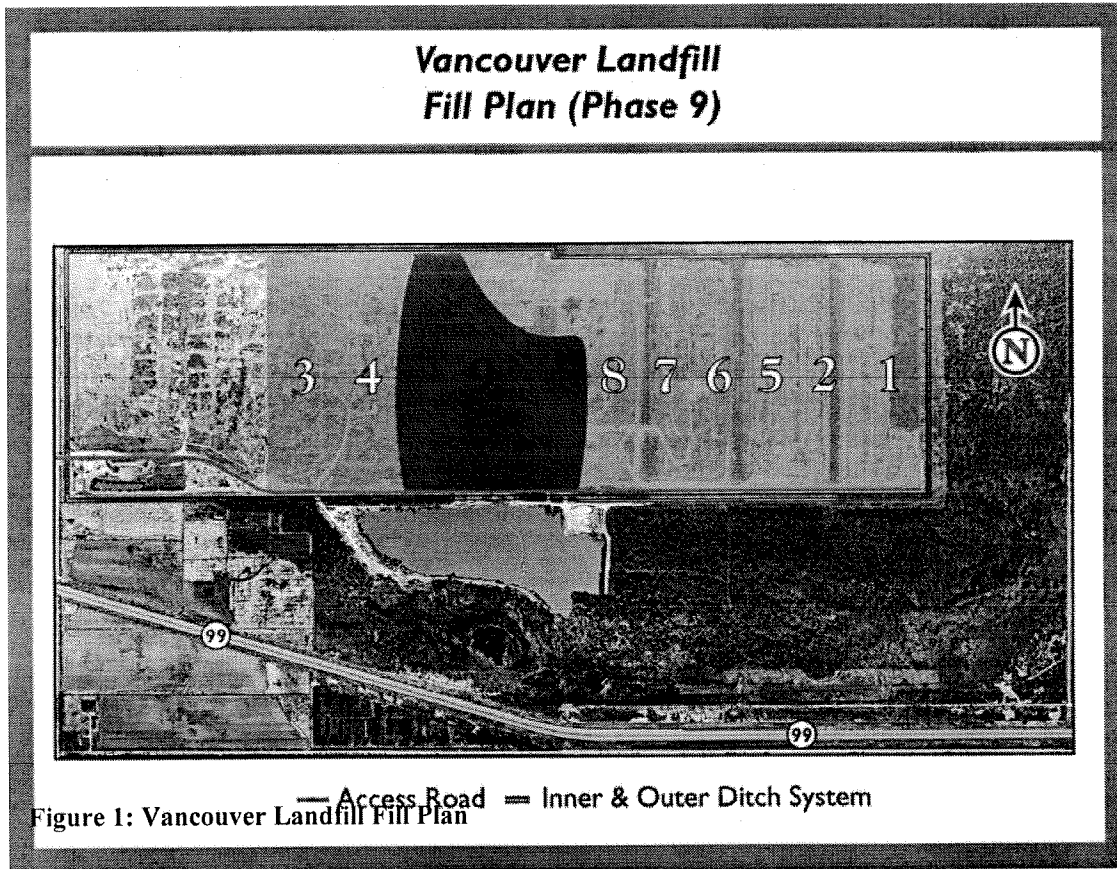 Vancouver Landfill
Fill Plan (Phase 9)
3 4 8 7 6 5 2 1
N
99
99
Access Road Inner & Outer Ditch System
Figure 1: Vancouver Landfill Fill Plan